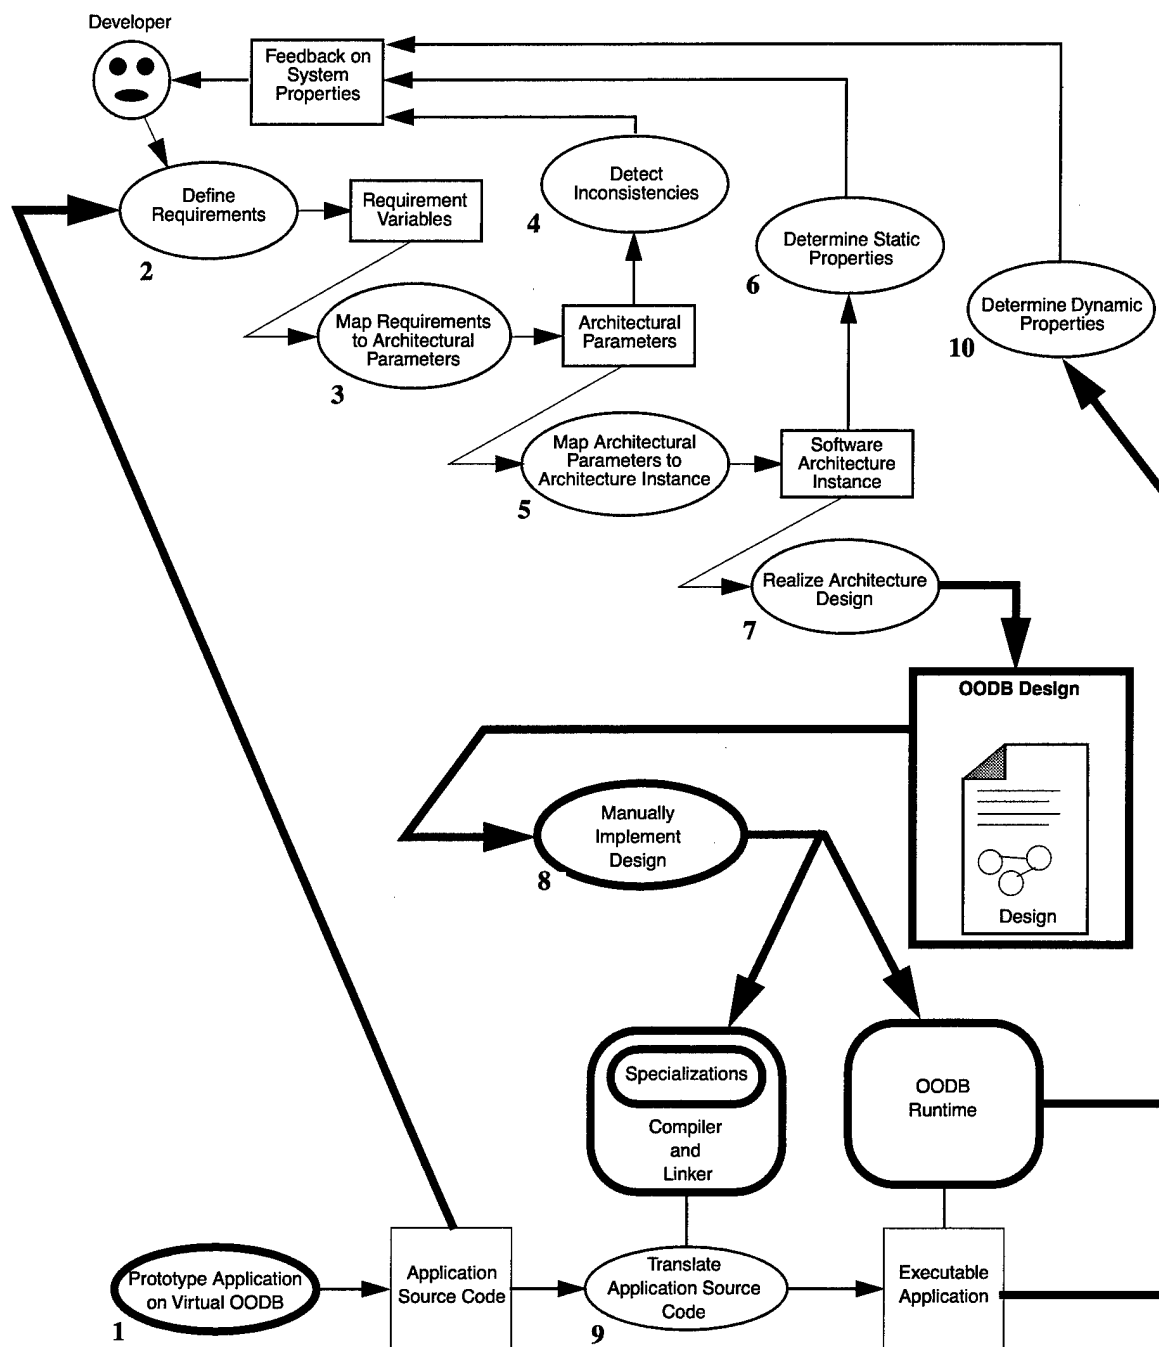 Developer
Feedback on
System
Properties
Define
Requirements
2
Requirement
Variables
Detect
Inconsistencies
4
Determine Static
Properties
6
Determine Dynamic
Properties
10
Map Requirements
to Architectural
Parameters
3
Architectural
Parameters
Map Architectural
Parameters to
Architecture Instance
5
Software
Architecture
Instance
Realize Architecture
Design
7
OODB Design
Design
Manually
Implement
Design
8
Specializations
Compiler
and
Linker
OODB
Runtime
Prototype Application
on Virtual OODB
1
Application
Source Code
Translate
Application Source
Code
9
Executable
Application